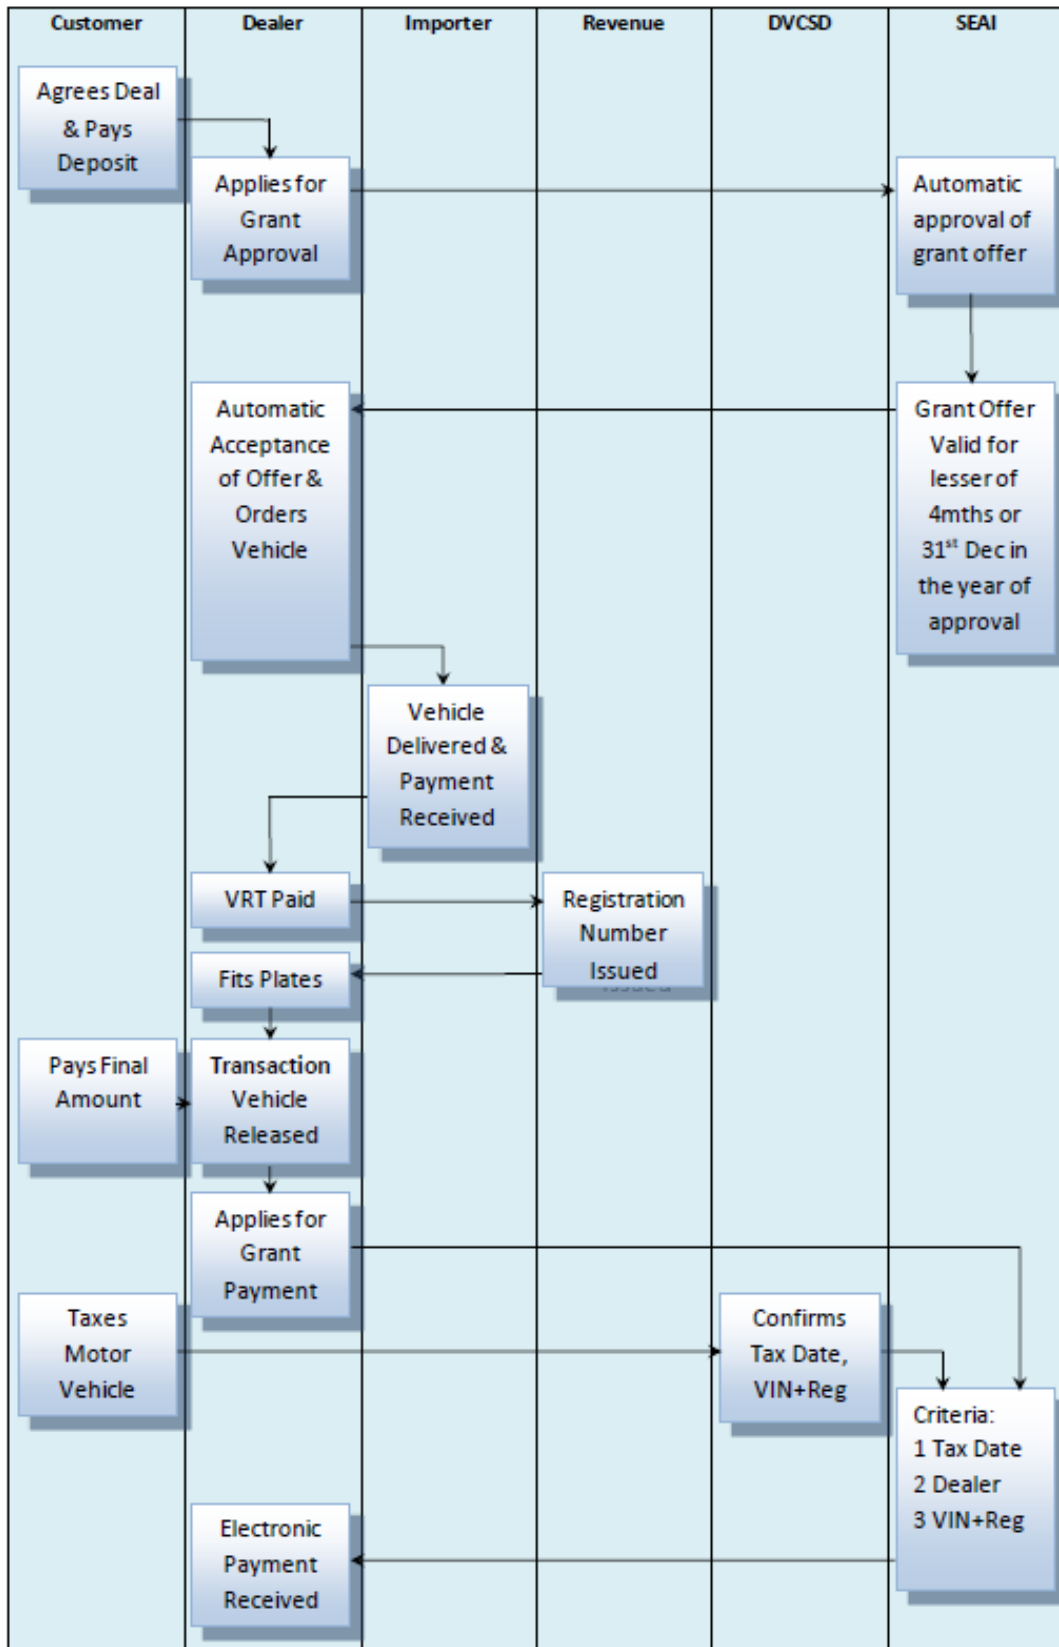 Customer
Dealer
Importer
Revenue
DVCSD
SEAI
Agrees Deal
& Pays
Deposit
Applies for
Grant
Approval
Automatic
approval of
grant offer
Automatic
Acceptance
of Offer &
Orders
Vehicle
Grant Offer
Valid for
lesser of
4mths or
31st Dec in
the year of
approval
Vehicle
Delivered &
Payment
Received
VRT Paid
Registration
Number
Issued
Fits Plates
Pays Final
Amount
Transaction
Vehicle
Released
Applies for
Grant
Payment
Taxes
Motor
Vehicle
Confirms
Tax Date,
VIN+Reg
Criteria:
1 Tax Date
2 Dealer
3 VIN+Reg
Electronic
Payment
Received